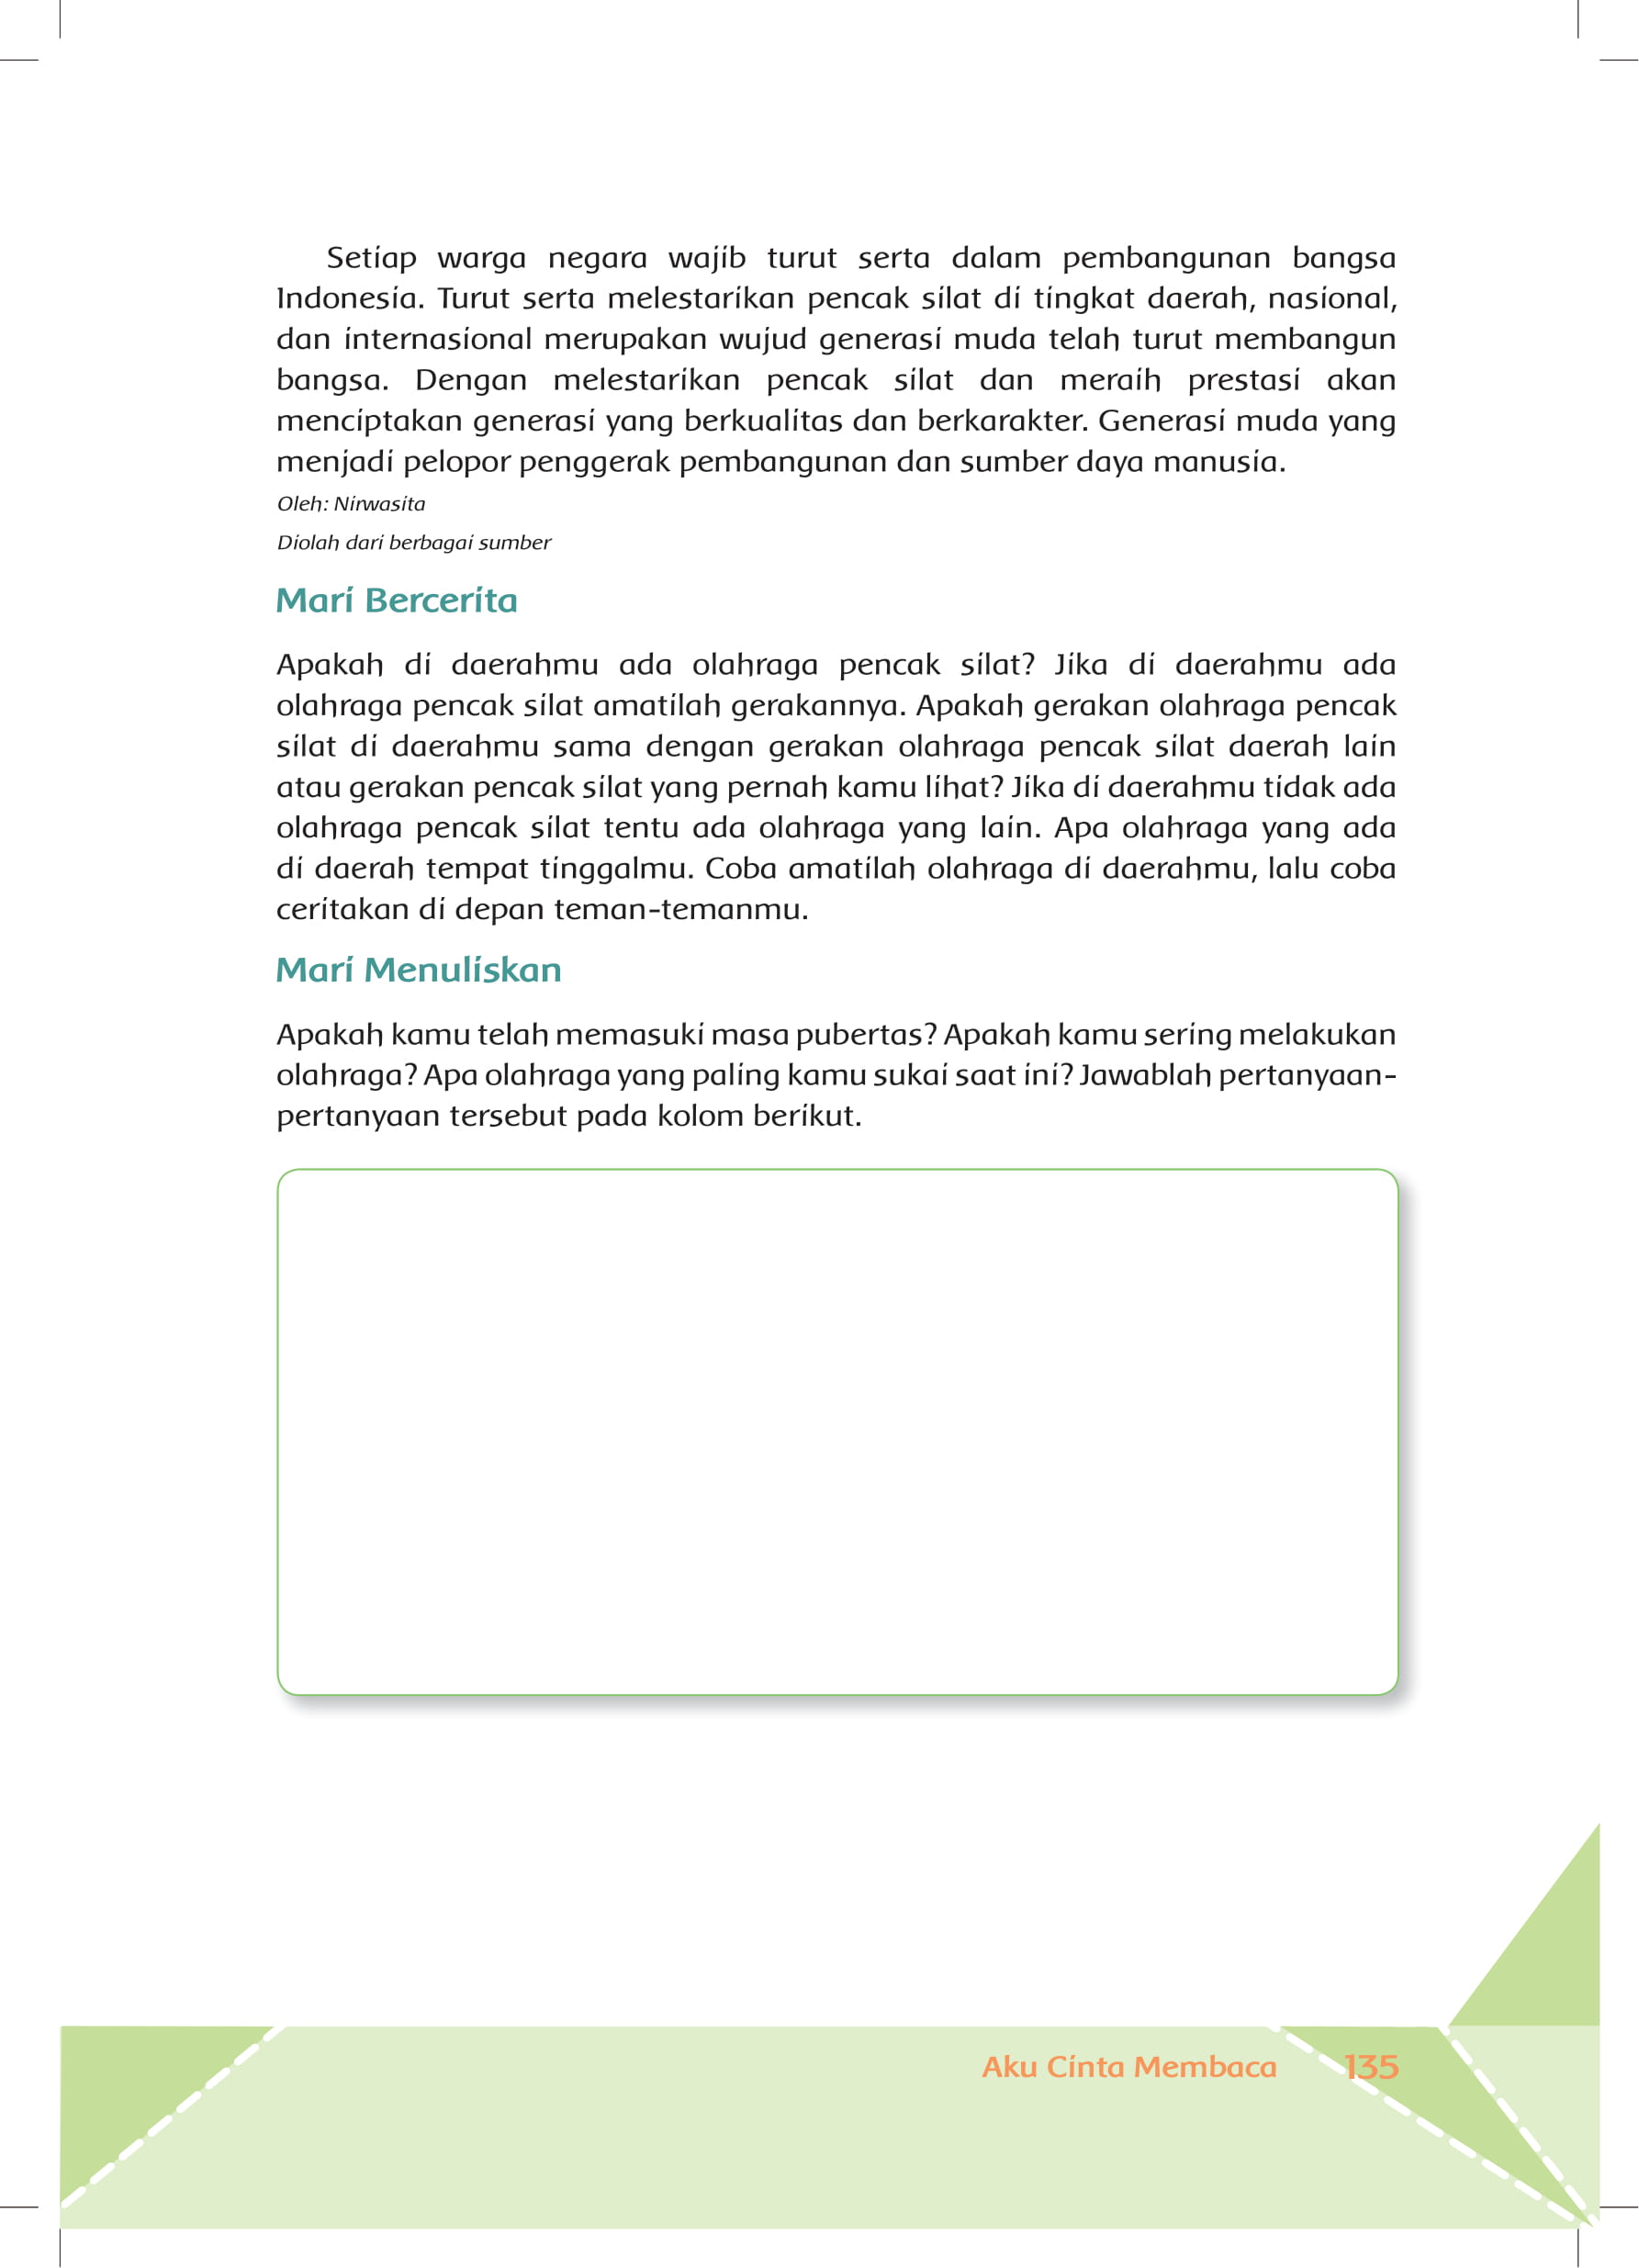 Setiap warga negara wajib turut serta dalam pembangunan bangsa
Indonesia. Turut serta melestarikan pencak silat di tingkat daerah, nasional,
dan internasional merupakan wujud generasi muda telah turut membangun
bangsa. Dengan melestarikan pencak silat dan meraih prestasi akan
menciptakan generasi yang berkualitas dan berkarakter. Generasi muda yang
menjadi pelopor penggerak pembangunan dan sumber daya manusia.
Oleh: Nirwasita
Diolah dari berbagai sumber
Mari Bercerita
Apakah di daerahmu ada olahraga pencak silat? Jika di daerahmu ada
olahraga pencak silat amatilah gerakannya. Apakah gerakan olahraga pencak
silat di daerahmu sama dengan gerakan olahraga pencak silat daerah lain
atau gerakan pencak silat yang pernah kamu lihat? Jika di daerahmu tidak ada
olahraga pencak silat tentu ada olahraga yang lain. Apa olahraga yang ada
di daerah tempat tinggalmu. Coba amatilah olahraga di daerahmu, lalu coba
ceritakan di depan teman-temanmu.
Mari Menuliskan
Apakah kamu telah memasuki masa pubertas? Apakah kamu sering melakukan
olahraga? Apa olahraga yang paling kamu sukai saat ini? Jawablah pertanyaan-
pertanyaan tersebut pada kolom berikut.
Aku Cinta Membaca 135